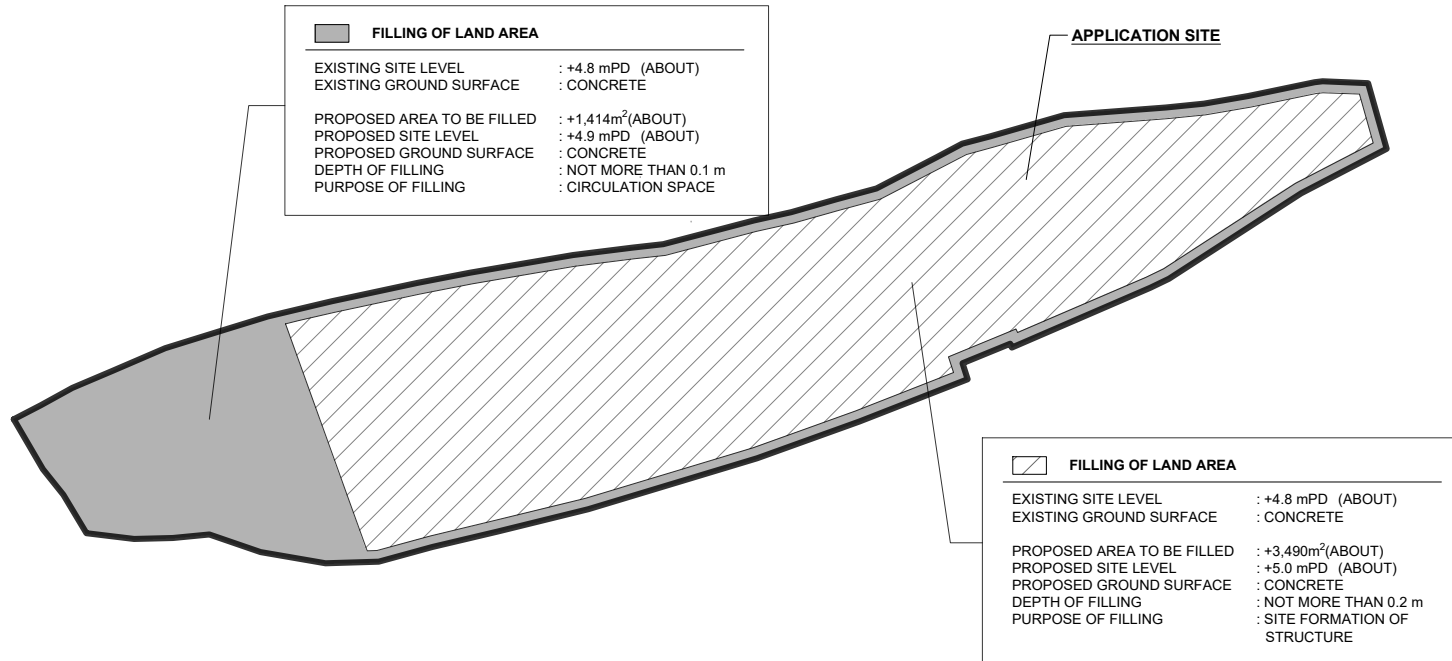 FILLING OF LAND AREA
EXISTING SITE LEVEL : +4.8 mPD (ABOUT)
EXISTING GROUND SURFACE : CONCRETE
PROPOSED AREA TO BE FILLED : +1,414m²(ABOUT)
PROPOSED SITE LEVEL : +4.9 mPD (ABOUT)
PROPOSED GROUND SURFACE : CONCRETE
DEPTH OF FILLING : NOT MORE THAN 0.1 m
PURPOSE OF FILLING : CIRCULATION SPACE
APPLICATION SITE
FILLING OF LAND AREA
EXISTING SITE LEVEL : +4.8 mPD (ABOUT)
EXISTING GROUND SURFACE : CONCRETE
PROPOSED AREA TO BE FILLED : +3,490m²(ABOUT)
PROPOSED SITE LEVEL : +5.0 mPD (ABOUT)
PROPOSED GROUND SURFACE : CONCRETE
DEPTH OF FILLING : NOT MORE THAN 0.2 m
PURPOSE OF FILLING : SITE FORMATION OF
STRUCTURE